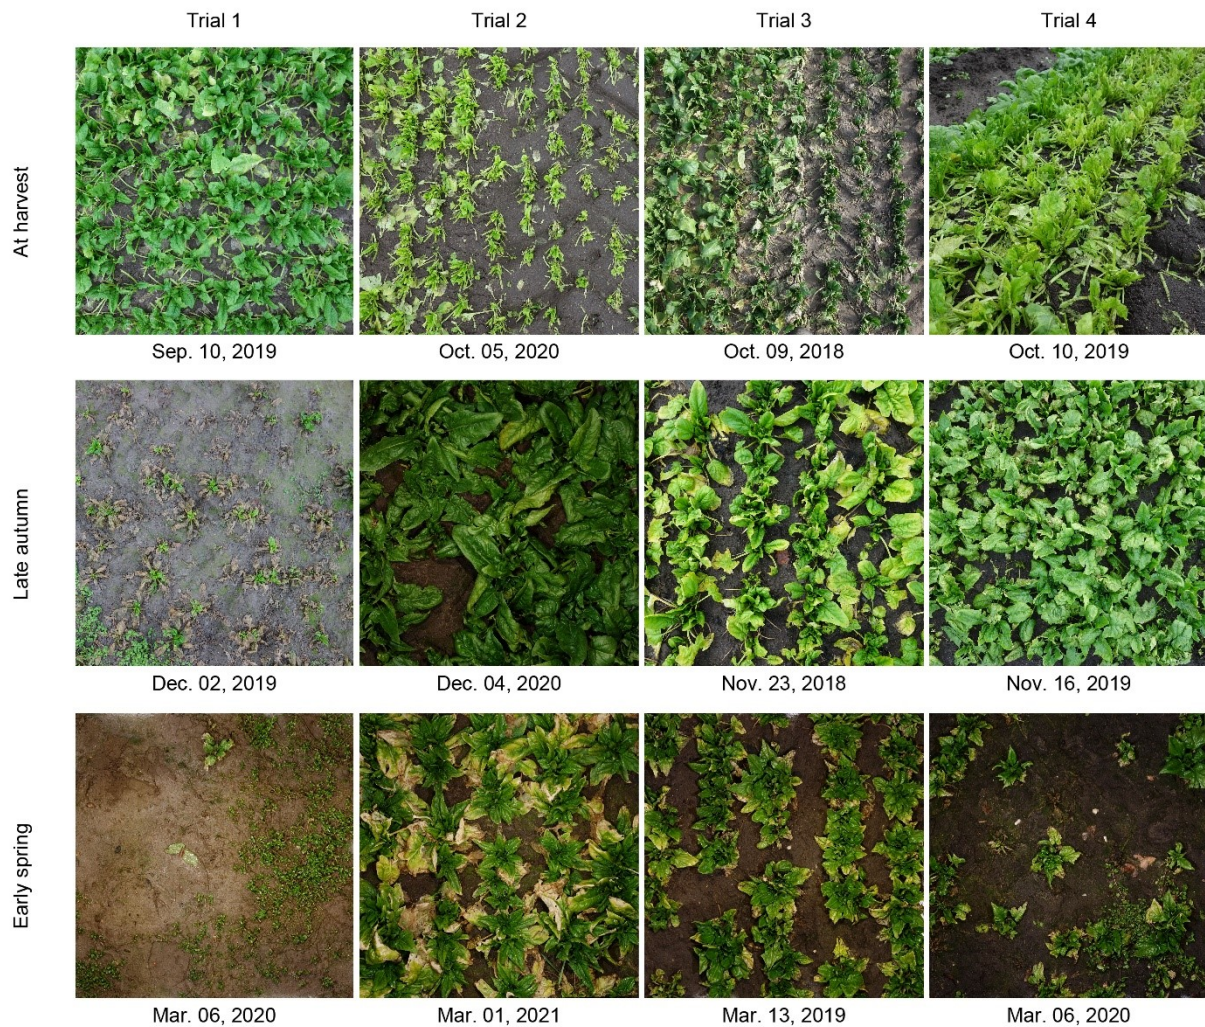 Trial 1 Trial 2 Trial 3 Trial 4
At harvest
Sep. 10, 2019 Oct. 05, 2020 Oct. 09, 2018 Oct. 10, 2019
Late autumn
Dec. 02, 2019 Dec. 04, 2020 Nov. 23, 2018 Nov. 16, 2019
Early spring
Mar. 06, 2020 Mar. 01, 2021 Mar. 13, 2019 Mar. 06, 2020